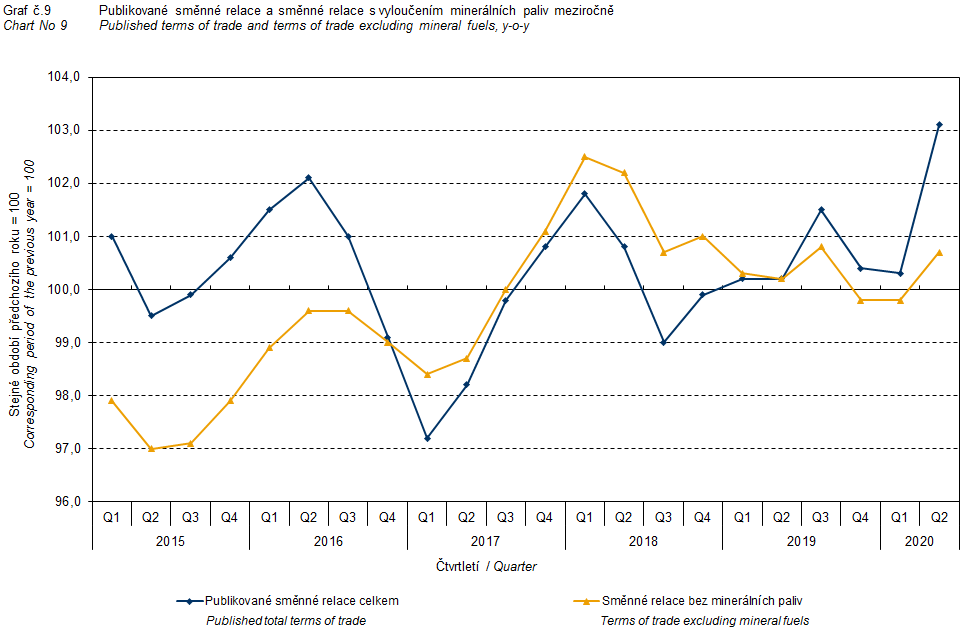 Graf č.9 Publikované směnné relace a směnné relace s vyloučením minerálních paliv meziročně
Chart No 9 Published terms of trade and terms of trade excluding mineral fuels, y-o-y
Stejné období předchozího roku = 100
Corresponding period of the previous year = 100
104,0
103,0
102,0
101,0
100,0
99,0
98,0
97,0
96,0
Q1 Q2 Q3 Q4 Q1 Q2 Q3 Q4 Q1 Q2 Q3 Q4 Q1 Q2 Q3 Q4 Q1 Q2 Q3 Q4 Q1 Q2
2015 2016 2017 2018 2019 2020
Čtvrtletí / Quarter
Publikované směnné relace celkem Směnné relace bez minerálních paliv
Published total terms of trade Terms of trade excluding mineral fuels